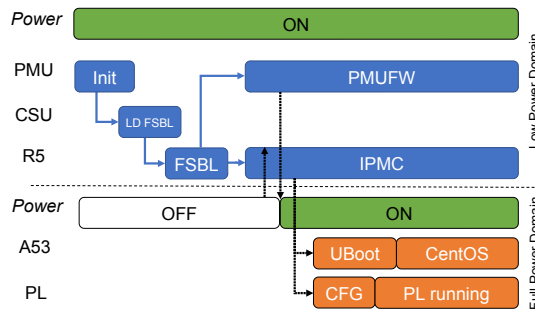 Power
ON
PMU
Init
PMUFW
CSU
LD FSBL
R5
FSBL
IPMC
Low Power Domain
Power
OFF
ON
A53
UBoot
CentOS
PL
CFG
PL running
Full Power Domain